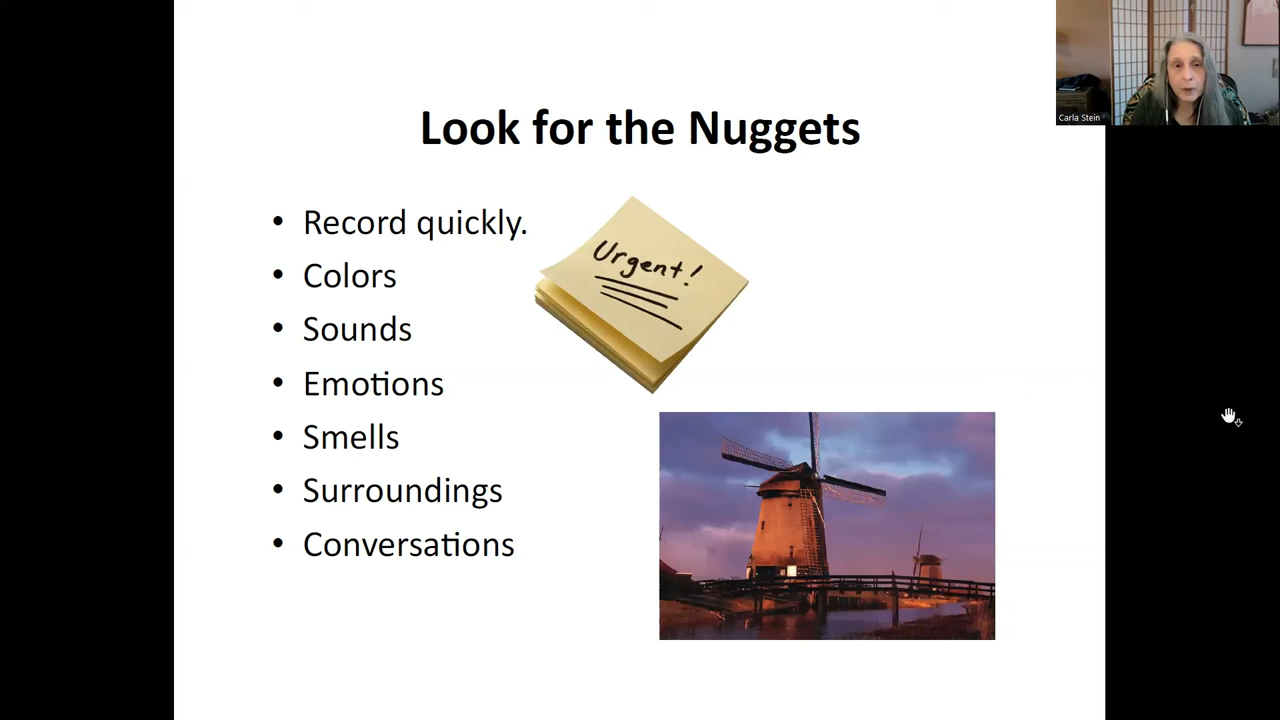 Look for the Nuggets
• Record quickly.
• Colors
• Sounds
• Emotions
• Smells
• Surroundings
• Conversations
Urgent!
Carla Stein